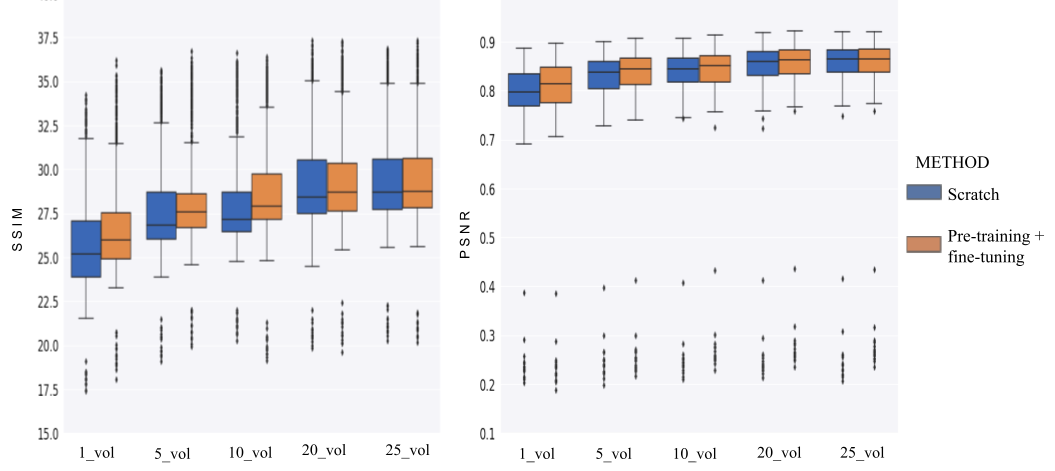 37.5
35.0
32.5
30.0
27.5
25.0
22.5
20.0
17.5
15.0
SSIM
1_vol 5_vol 10_vol 20_vol 25_vol
0.9
0.8
0.7
0.6
0.5
0.4
0.3
0.2
0.1
PSNR
1_vol 5_vol 10_vol 20_vol 25_vol
METHOD
Scratch
Pre-training +
fine-tuning